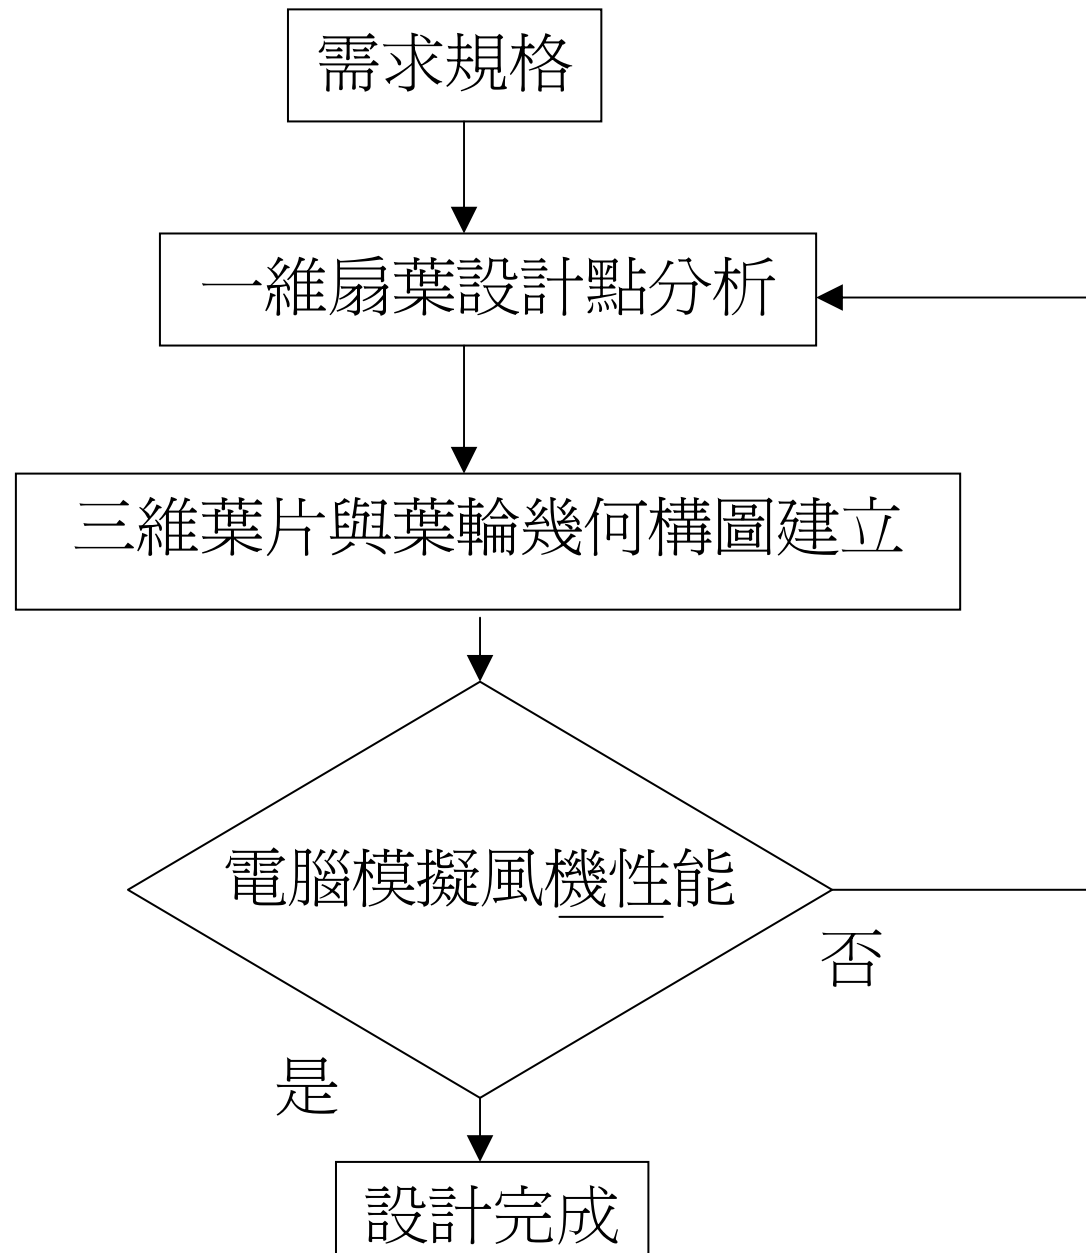 需求規格
一維扇葉設計點分析
三維葉片與葉輪幾何構圖建立
電腦模擬風機性能
否
是
設計完成